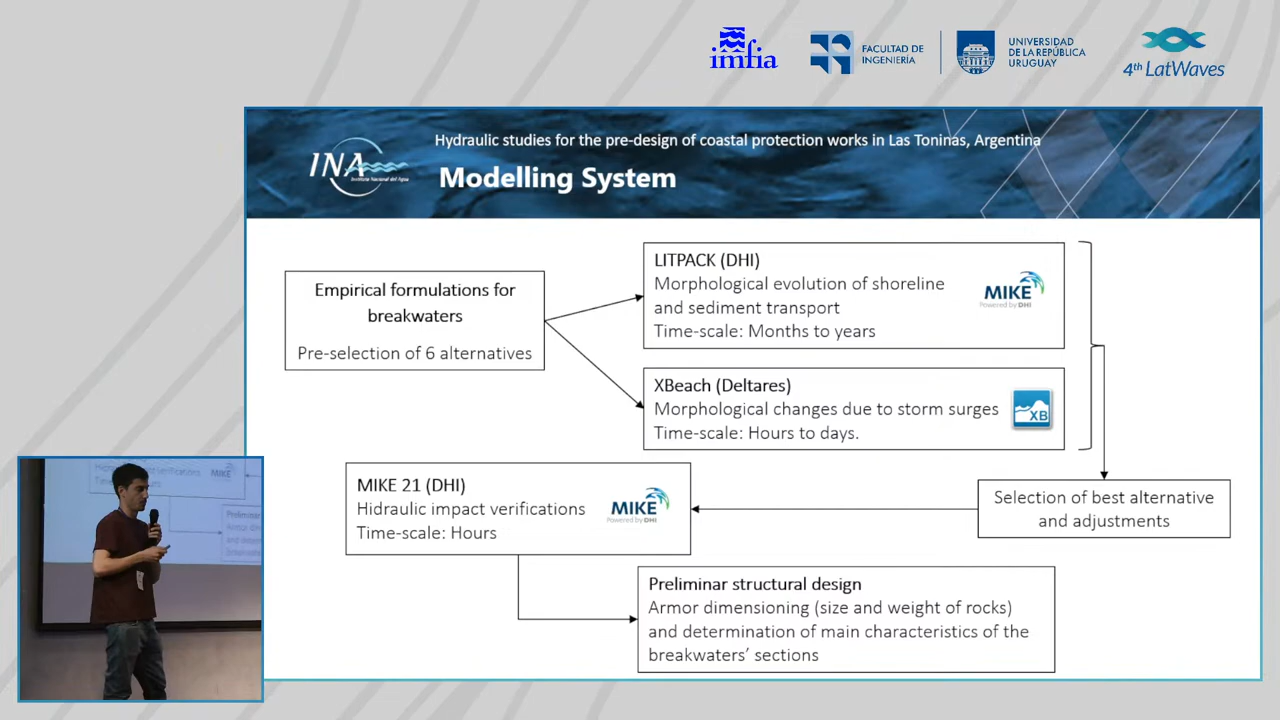 imfia
FACULTAD DE
INGENIERÍA
UNIVERSIDAD
DE LA REPÚBLICA
URUGUAY
4th LatWaves
INA
Instituto Nacional del Agua
Hydraulic studies for the pre-design of coastal protection works in Las Toninas, Argentina
Modelling System
Empirical formulations for
breakwaters
Pre-selection of 6 alternatives
LITPACK (DHI)
Morphological evolution of shoreline
and sediment transport
Time-scale: Months to years
MIKE
Powered by DHI
XBeach (Deltares)
Morphological changes due to storm surges
Time-scale: Hours to days.
XB
MIKE 21 (DHI)
Hidraulic impact verifications
Time-scale: Hours
MIKE
Powered by DHI
Selection of best alternative
and adjustments
Preliminar structural design
Armor dimensioning (size and weight of rocks)
and determination of main characteristics of the
breakwaters' sections
MIKE